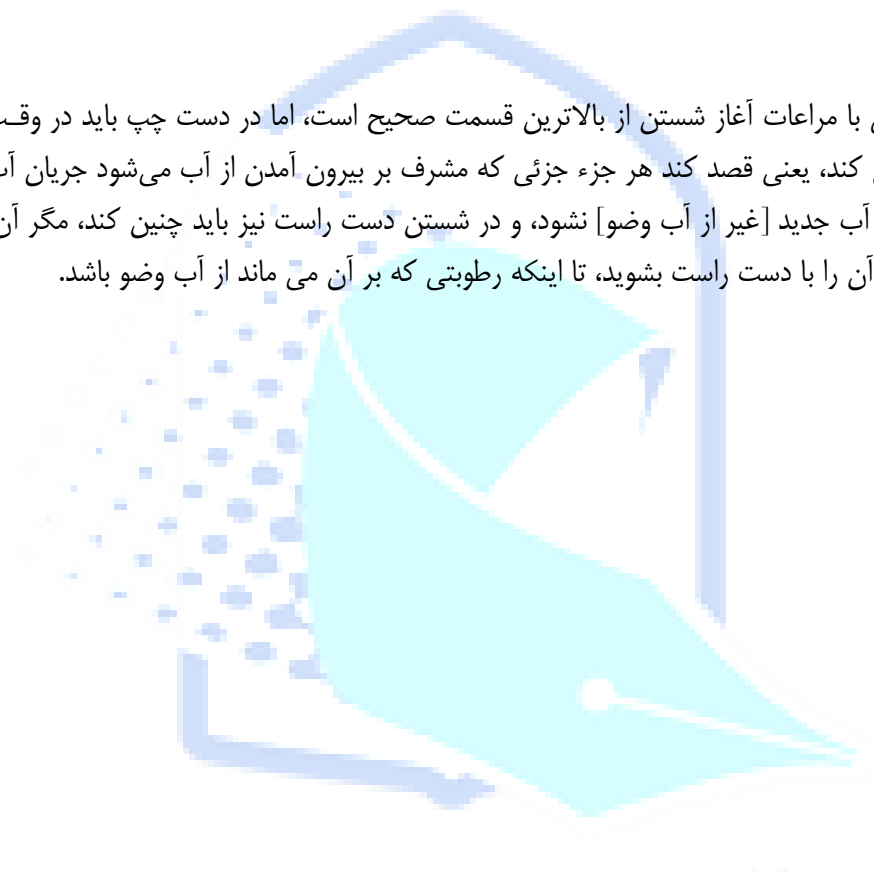 با مراعات آغاز شستن از بالاترین قسمت صحیح است، اما در دست چپ باید در وقت
کند، یعنی قصد کند هر جزء جزئی که مشرف بر بیرون آمدن از آب می‌شود جریان آب
آب جدید [غیر از آب وضو] نشود، و در شستن دست راست نیز باید چنین کند، مگر آن
آن را با دست راست بشوید، تا اینکه رطوبتی که بر آن می ماند از آب وضو باشد.